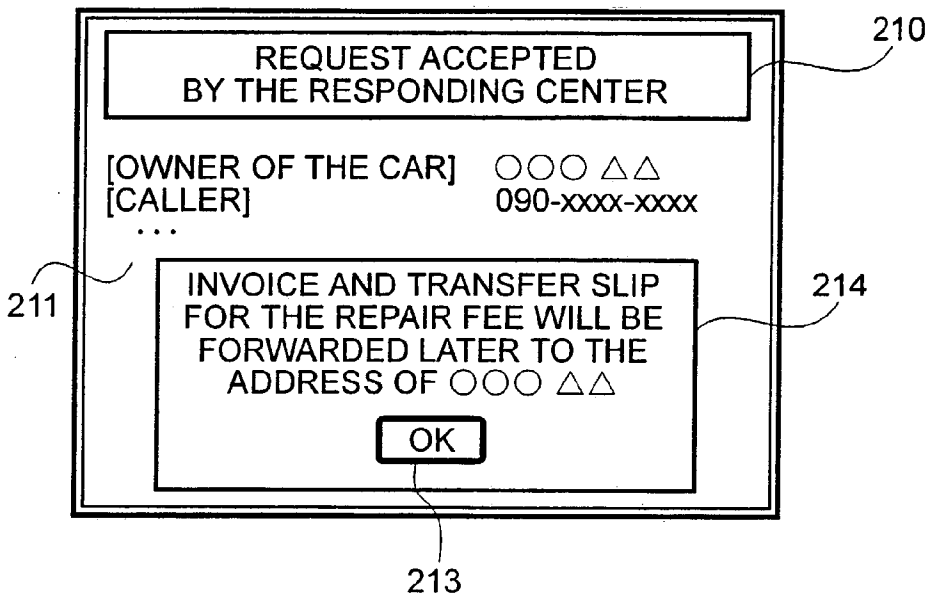 210
REQUEST ACCEPTED
BY THE RESPONDING CENTER
[OWNER OF THE CAR] ○○○ △△
[CALLER] 090-xxxx-xxxx
...
211
INVOICE AND TRANSFER SLIP
FOR THE REPAIR FEE WILL BE
FORWARDED LATER TO THE
ADDRESS OF ○○○ △△
214
OK
213